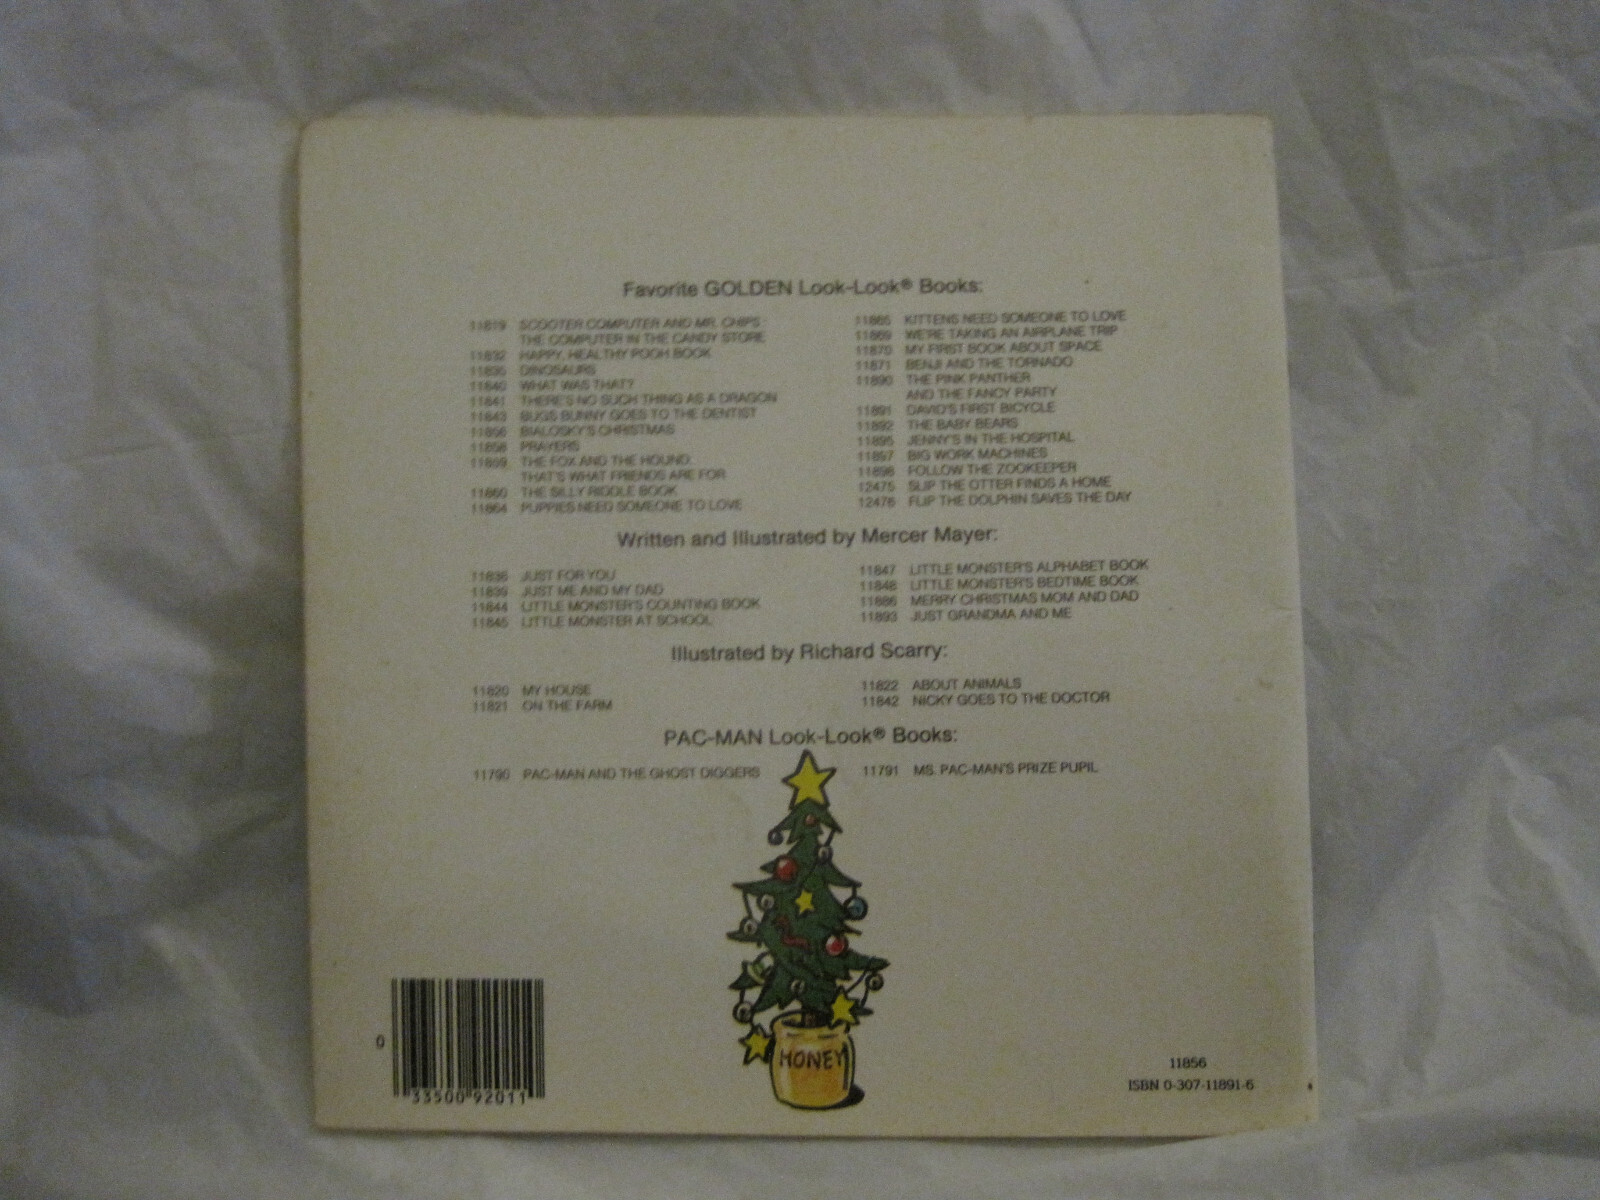 Favorite GOLDEN Look-Look® Books:
11819 SCOOTER COMPUTER AND MR. CHIPS:
THE COMPUTER IN THE CANDY STORE
11832 HAPPY, HEALTHY POOH BOOK
11835 DINOSAURS
11840 WHAT WAS THAT?
11841 THERE'S NO SUCH THING AS A DRAGON
11843 BUGS BUNNY GOES TO THE DENTIST
11856 BIALOSKY'S CHRISTMAS
11858 PRAYERS
11859 THE FOX AND THE HOUND:
THAT'S WHAT FRIENDS ARE FOR
11860 THE SILLY RIDDLE BOOK
11864 PUPPIES NEED SOMEONE TO LOVE
11865 KITTENS NEED SOMEONE TO LOVE
11869 WE'RE TAKING AN AIRPLANE TRIP
11870 MY FIRST BOOK ABOUT SPACE
11871 BENJI AND THE TORNADO
11890 THE PINK PANTHER
AND THE FANCY PARTY
11891 DAVID'S FIRST BICYCLE
11892 THE BABY BEARS
11895 JENNY'S IN THE HOSPITAL
11897 BIG WORK MACHINES
11898 FOLLOW THE ZOOKEEPER
12475 SLIP THE OTTER FINDS A HOME
12476 FLIP THE DOLPHIN SAVES THE DAY
Written and Illustrated by Mercer Mayer:
11838 JUST FOR YOU
11839 JUST ME AND MY DAD
11844 LITTLE MONSTER'S COUNTING BOOK
11845 LITTLE MONSTER AT SCHOOL
11847 LITTLE MONSTER'S ALPHABET BOOK
11848 LITTLE MONSTER'S BEDTIME BOOK
11886 MERRY CHRISTMAS MOM AND DAD
11893 JUST GRANDMA AND ME
Illustrated by Richard Scarry:
11820 MY HOUSE
11821 ON THE FARM
11822 ABOUT ANIMALS
11842 NICKY GOES TO THE DOCTOR
PAC-MAN Look-Look® Books:
11790 PAC-MAN AND THE GHOST DIGGERS
11791 MS. PAC-MAN'S PRIZE PUPIL
HONEY
0
33500 92011
11856
ISBN 0-307-11891-6